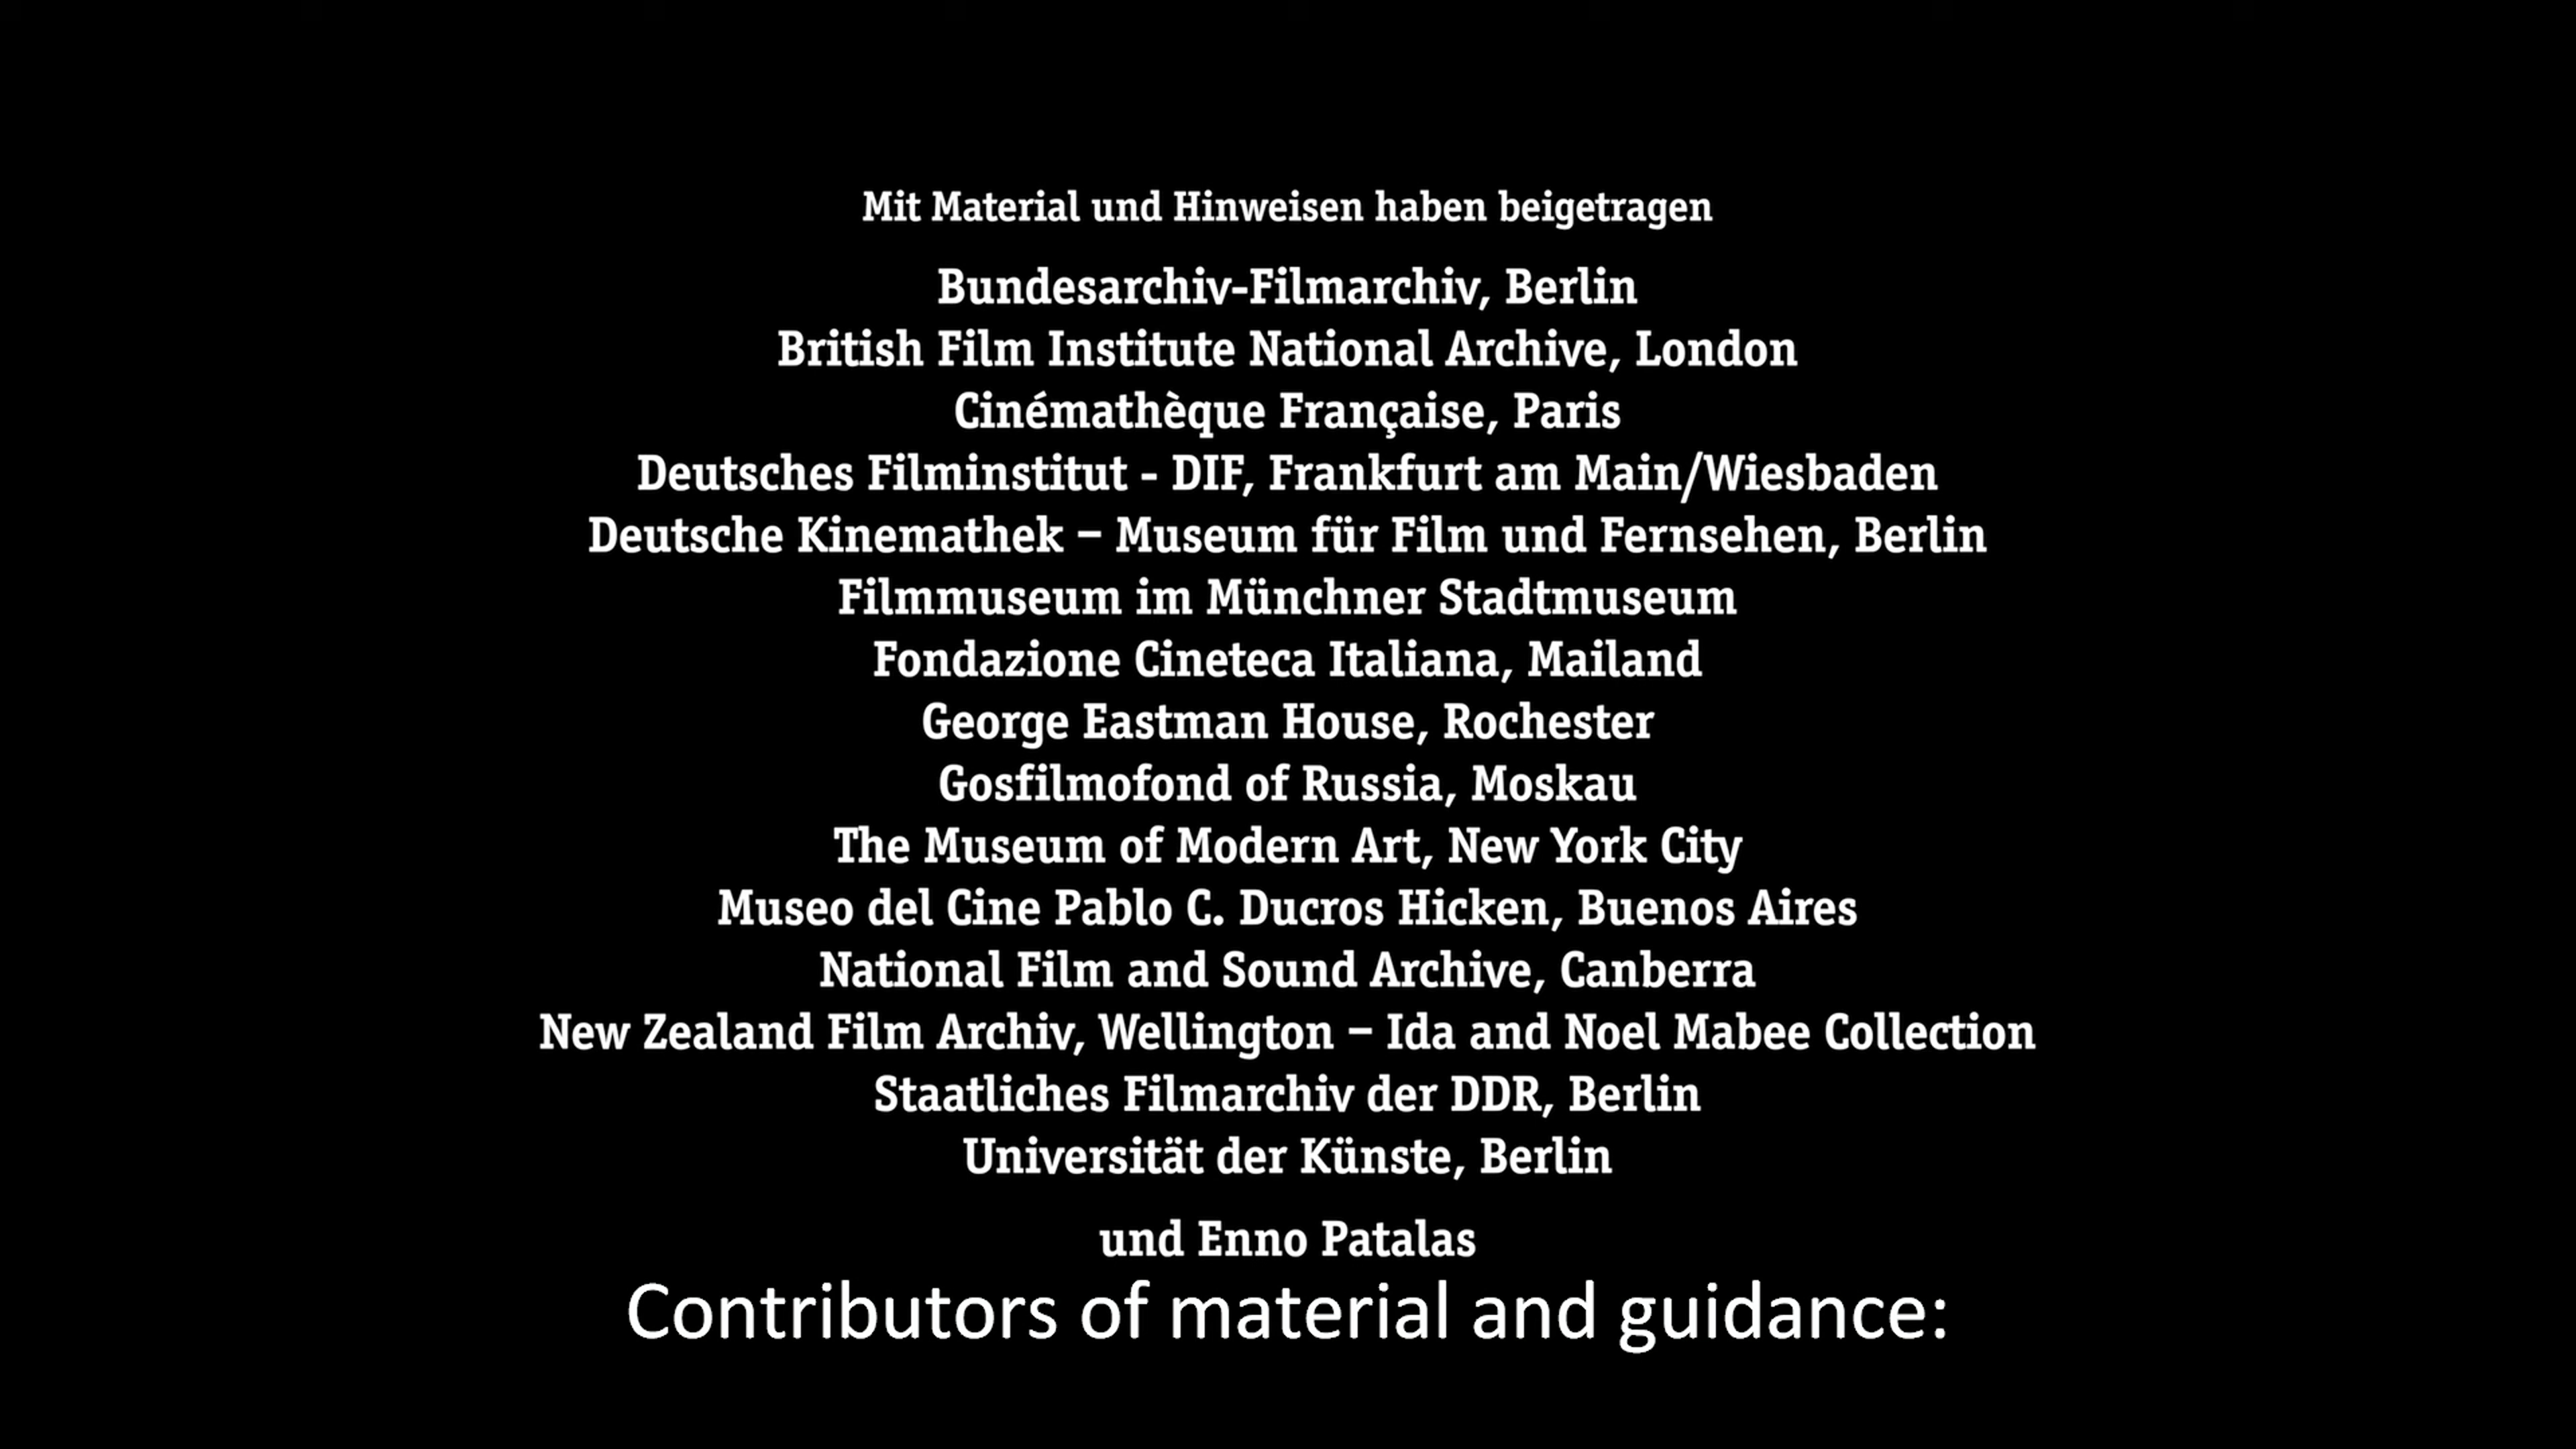 Mit Material und Hinweisen haben beigetragen
Bundesarchiv-Filmarchiv, Berlin
British Film Institute National Archive, London
Cinémathèque Française, Paris
Deutsches Filminstitut - DIF, Frankfurt am Main/Wiesbaden
Deutsche Kinemathek – Museum für Film und Fernsehen, Berlin
Filmmuseum im Münchner Stadtmuseum
Fondazione Cineteca Italiana, Mailand
George Eastman House, Rochester
Gosfilmofond of Russia, Moskau
The Museum of Modern Art, New York City
Museo del Cine Pablo C. Ducros Hicken, Buenos Aires
National Film and Sound Archive, Canberra
New Zealand Film Archiv, Wellington – Ida and Noel Mabee Collection
Staatliches Filmarchiv der DDR, Berlin
Universität der Künste, Berlin
und Enno Patalas
Contributors of material and guidance: